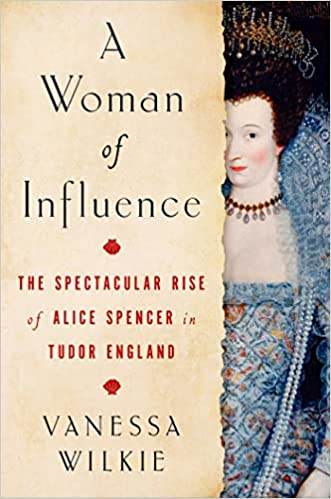 A
Woman
of
Influence
THE SPECTACULAR RISE
of ALICE SPENCER in
TUDOR ENGLAND
VANESSA
WILKIE